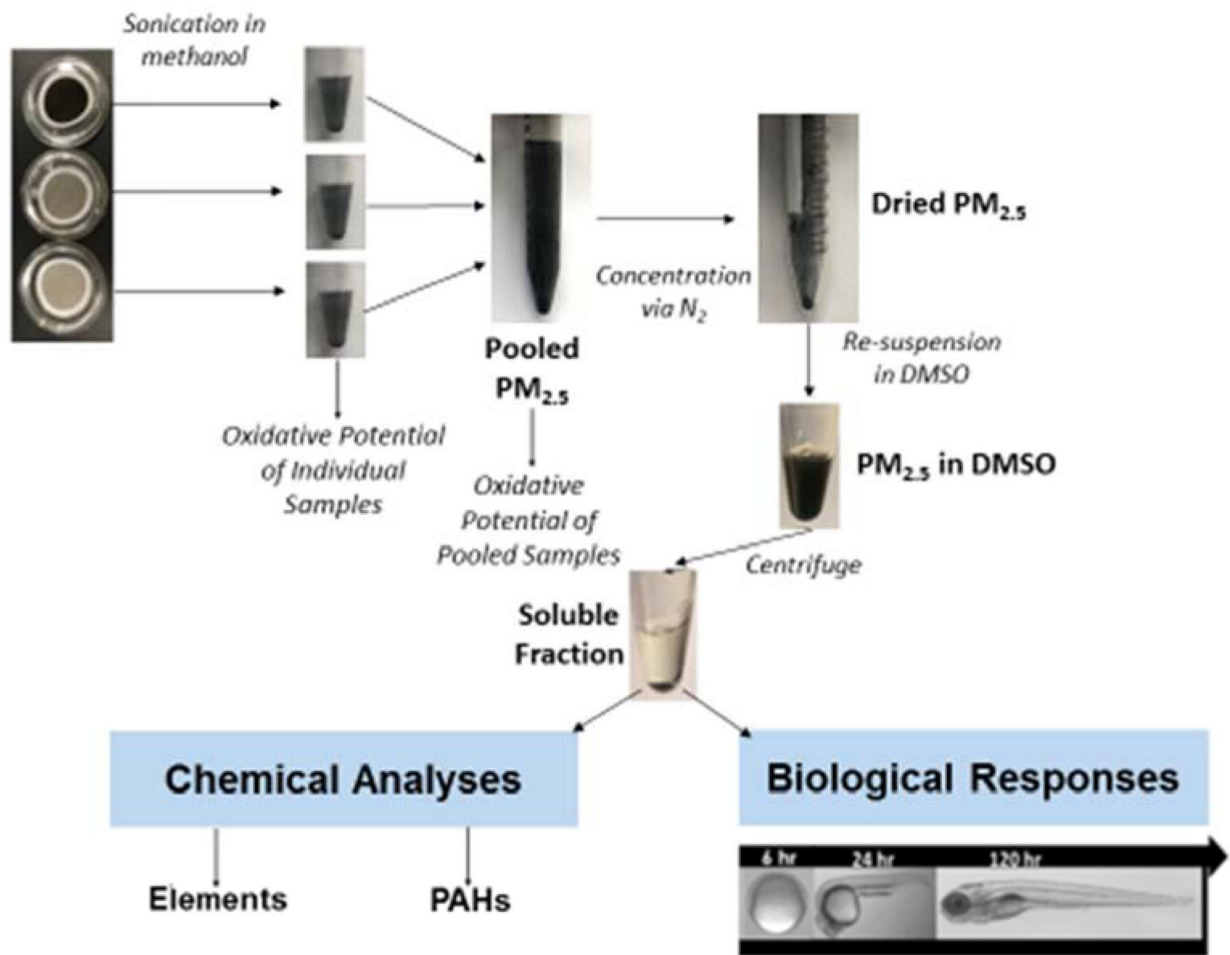 Sonication in
methanol
Dried PM2.5
Concentration
via N2
Pooled
PM2.5
Re-suspension
in DMSO
Oxidative Potential
of Individual
Samples
PM2.5 in DMSO
Oxidative
Potential of
Pooled Samples
Centrifuge
Soluble
Fraction
Chemical Analyses
Biological Responses
Elements
PAHs
6 hr
24 hr
120 hr